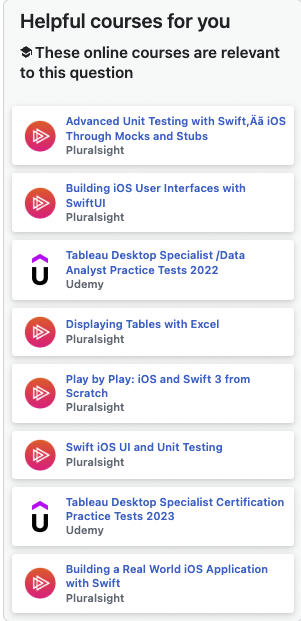 Helpful courses for you
These online courses are relevant
to this question
Advanced Unit Testing with Swift‚Äã iOS
Through Mocks and Stubs
Pluralsight
Building iOS User Interfaces with
SwiftUI
Pluralsight
Tableau Desktop Specialist /Data
Analyst Practice Tests 2022
Udemy
Displaying Tables with Excel
Pluralsight
Play by Play: iOS and Swift 3 from
Scratch
Pluralsight
Swift iOS UI and Unit Testing
Pluralsight
Tableau Desktop Specialist Certification
Practice Tests 2023
Udemy
Building a Real World iOS Application
with Swift
Pluralsight